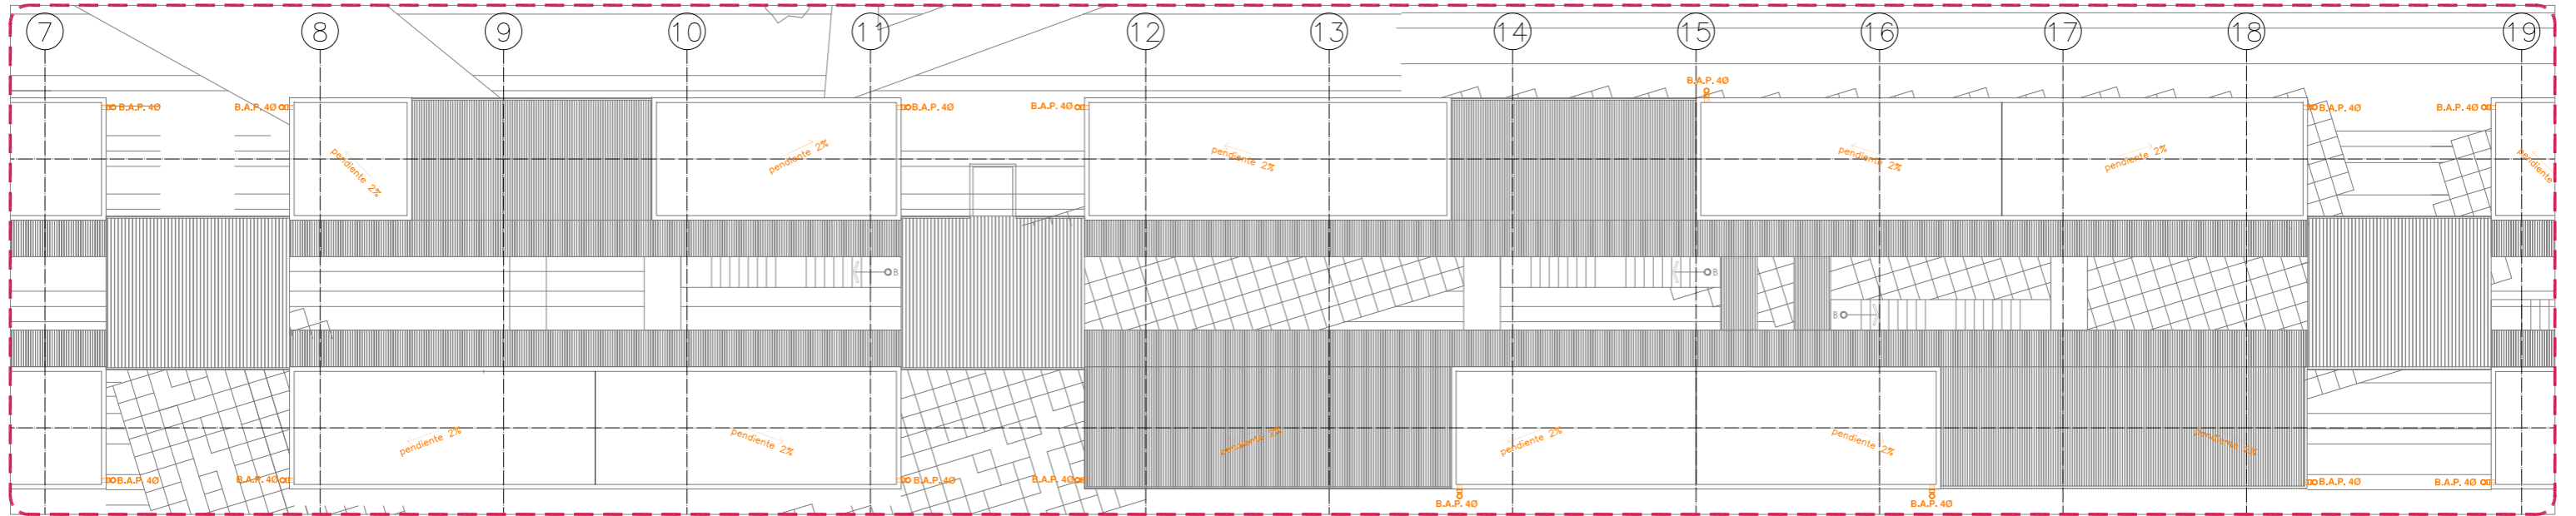 7 8 9 10 11 12 13 14 15 16 17 18 19
B.A.P. 4Ø
B.A.P. 4Ø B.A.P. 4Ø B.A.P. 4Ø B.A.P. 4Ø B.A.P. 4Ø B.A.P. 4Ø
pendiente 2% pendiente 2% pendiente 2% pendiente 2% pendiente 2% pendiente
B B
B
pendiente 2% pendiente 2% pendiente 2% pendiente 2% pendiente 2% pendiente 2%
B.A.P. 4Ø B.A.P. 4Ø B.A.P. 4Ø B.A.P. 4Ø B.A.P. 4Ø B.A.P. 4Ø
B.A.P. 4Ø B.A.P. 4Ø